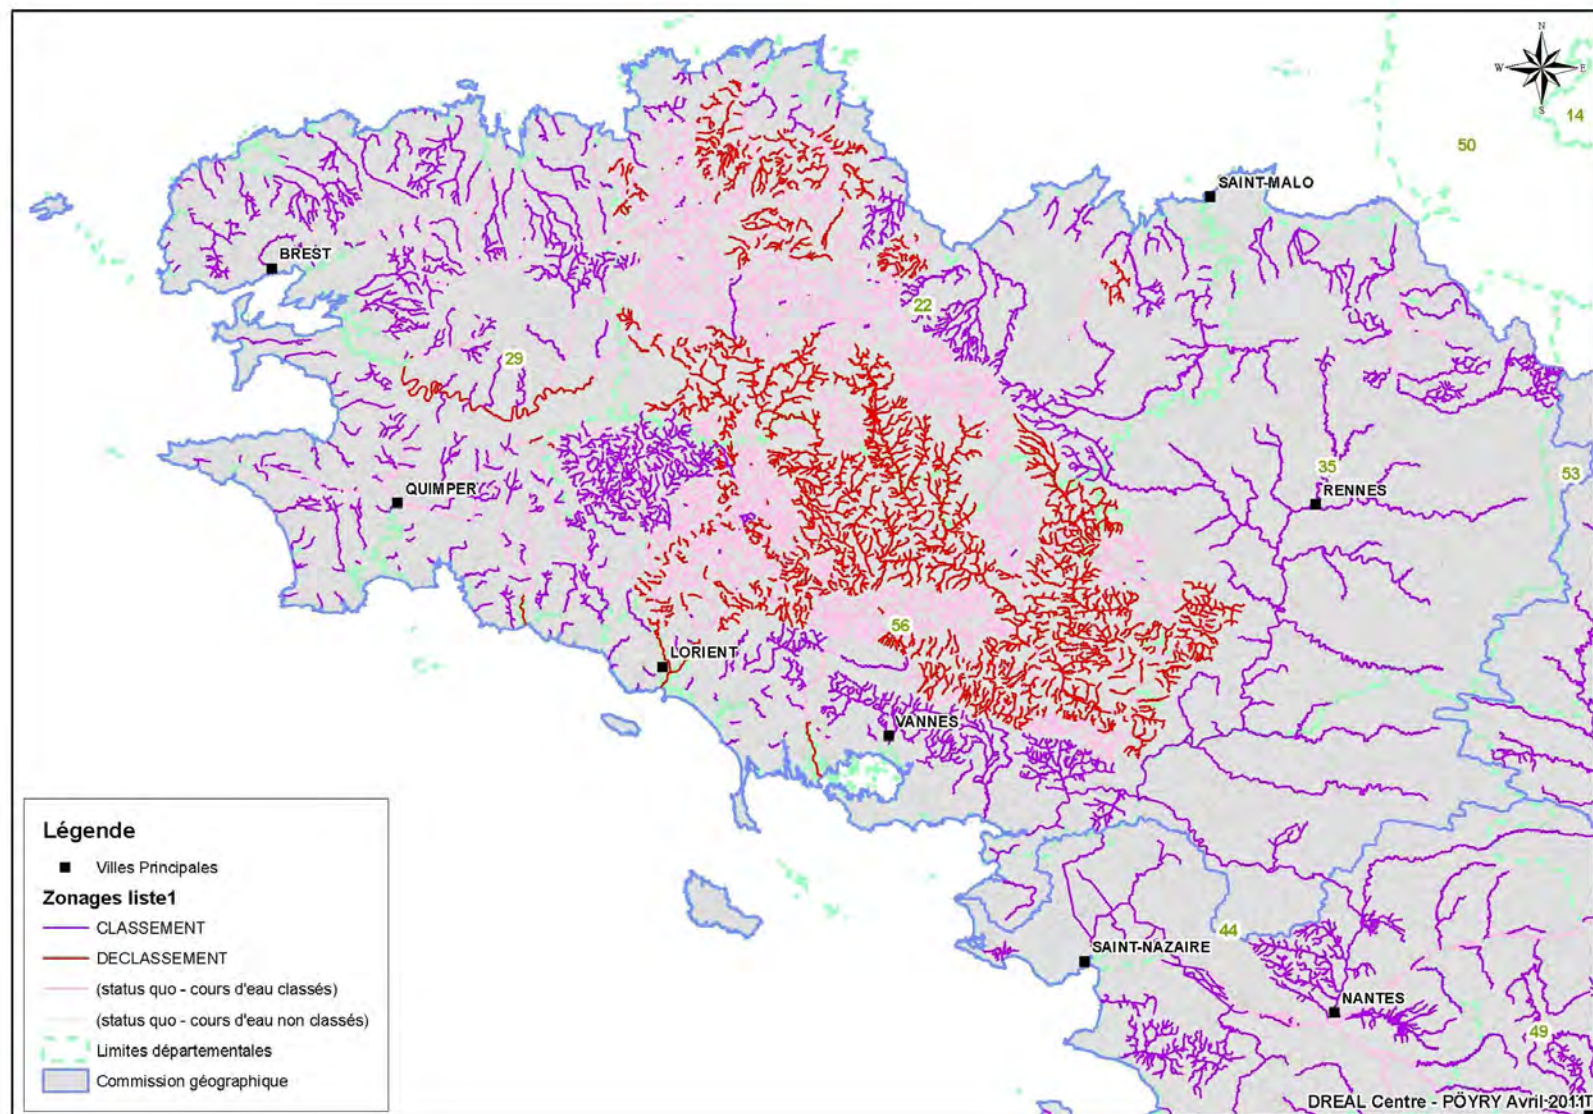 N
W
E
S
14
50
SAINT-MALO
BREST
22
29
35
RENNES
53
QUIMPER
56
LORIENT
VANNES
44
SAINT-NAZAIRE
NANTES
49
Légende
Villes Principales
Zonages liste1
CLASSEMENT
DECLASSEMENT
(status quo - cours d'eau classés)
(status quo - cours d'eau non classés)
Limites départementales
Commission géographique
DREAL Centre - PÖYRY Avril-2011